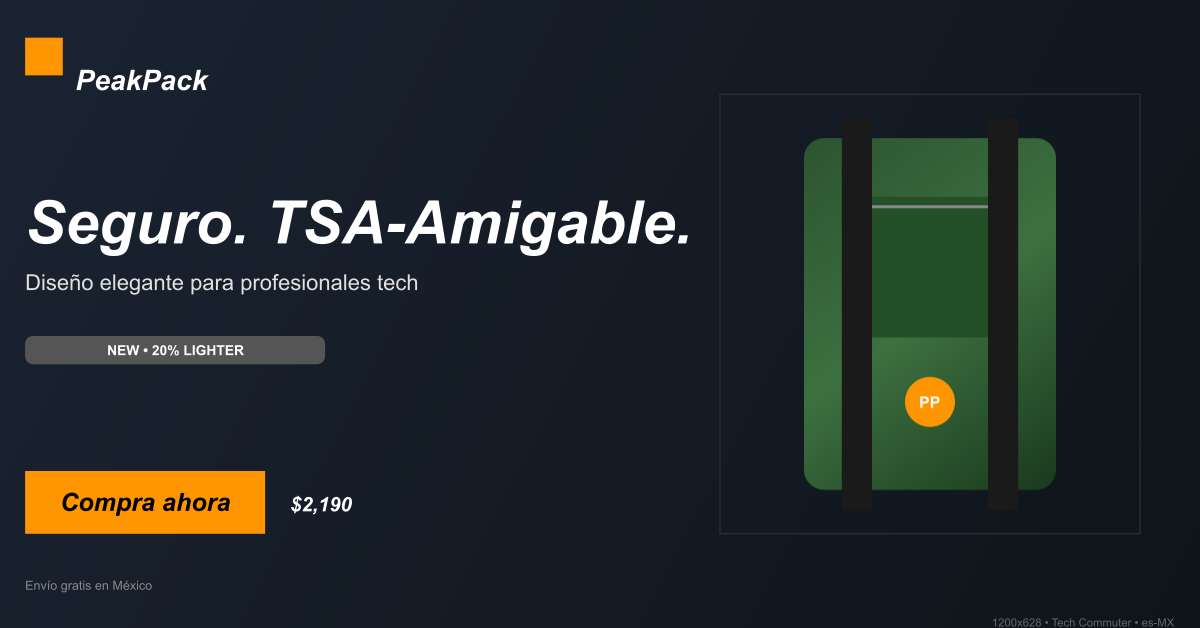 PeakPack
Seguro. TSA-Amigable.
Diseño elegante para profesionales tech
NEW • 20% LIGHTER
PP
Compra ahora
$2,190
Envío gratis en México
1200x628 • Tech Commuter • es-MX